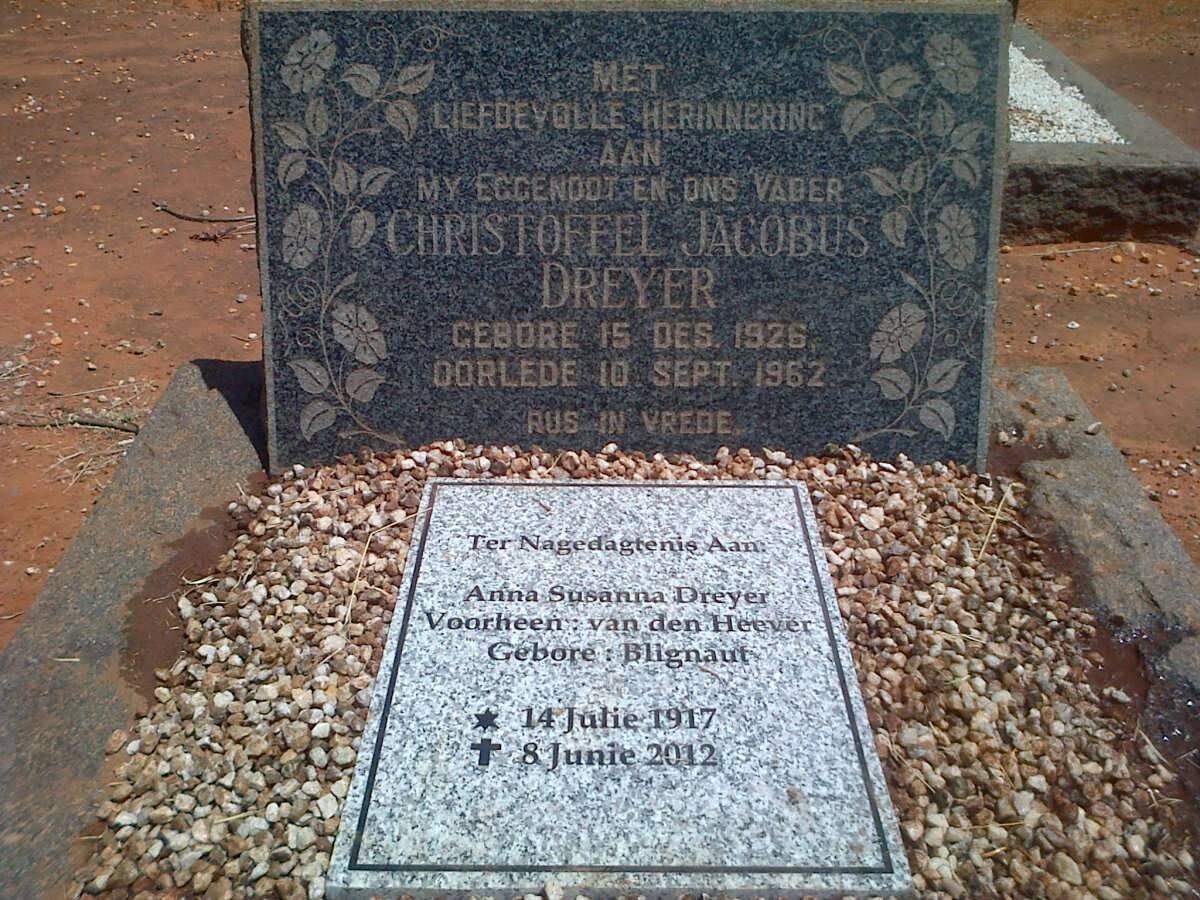 MET
LIEFDEVOLLE HERINNERING
AAN
MY EGGENOOT EN ONS VADER
CHRISTOFFEL JACOBUS
DREYER
GEBORE 15 DES. 1926.
OORLEDE 10 SEPT. 1962.
RUS IN VREDE.
Ter Nagedagtenis Aan:
Anna Susanna Dreyer
Voorheen : van den Heever
Gebore : Blignaut
14 Julie 1917
8 Junie 2012